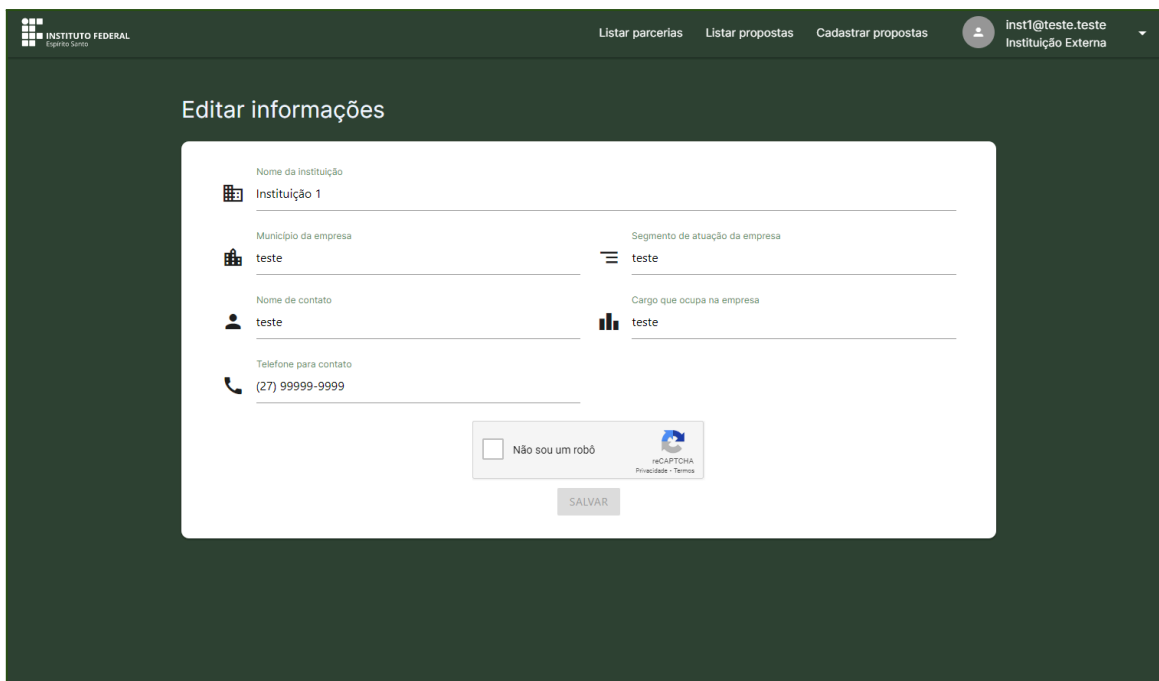 INSTITUTO FEDERAL
Espírito Santo
Listar parcerias Listar propostas Cadastrar propostas
inst1@teste.teste
Instituição Externa
Editar informações
Nome da instituição
Instituição 1
Município da empresa
teste
Segmento de atuação da empresa
teste
Nome de contato
teste
Cargo que ocupa na empresa
teste
Telefone para contato
(27) 99999-9999
Não sou um robô
reCAPTCHA
Privacidade - Termos
SALVAR